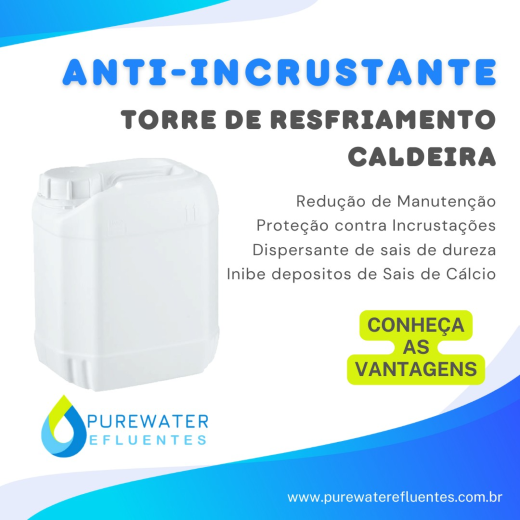 ANTI-INCRUSTANTE
TORRE DE RESFRIAMENTO
CALDEIRA
Redução de Manutenção
Proteção contra Incrustações
Dispersante de sais de dureza
Inibe depositos de Sais de Cálcio
CONHEÇA
AS
VANTAGENS
PUREWATER
EFLUENTES
www.purewaterefluentes.com.br